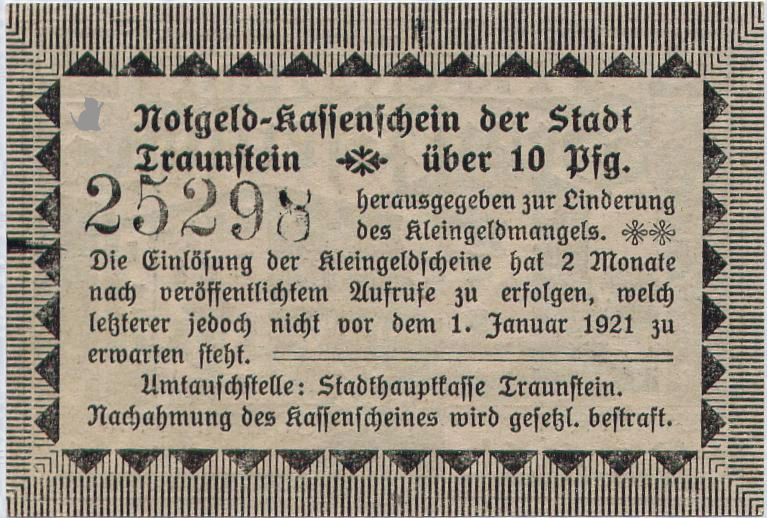 Notgeld-Kassenschein der Stadt
Traunstein über 10 Pfg.
25298
herausgegeben zur Linderung
des Kleingeldmangels.
Die Einlösung der Kleingeldscheine hat 2 Monate
nach veröffentlichtem Aufrufe zu erfolgen, welch
letzterer jedoch nicht vor dem 1. Januar 1921 zu
erwarten steht.
Umtauschstelle: Stadthauptkasse Traunstein.
Nachahmung des Kassenscheines wird gesetzl. bestraft.